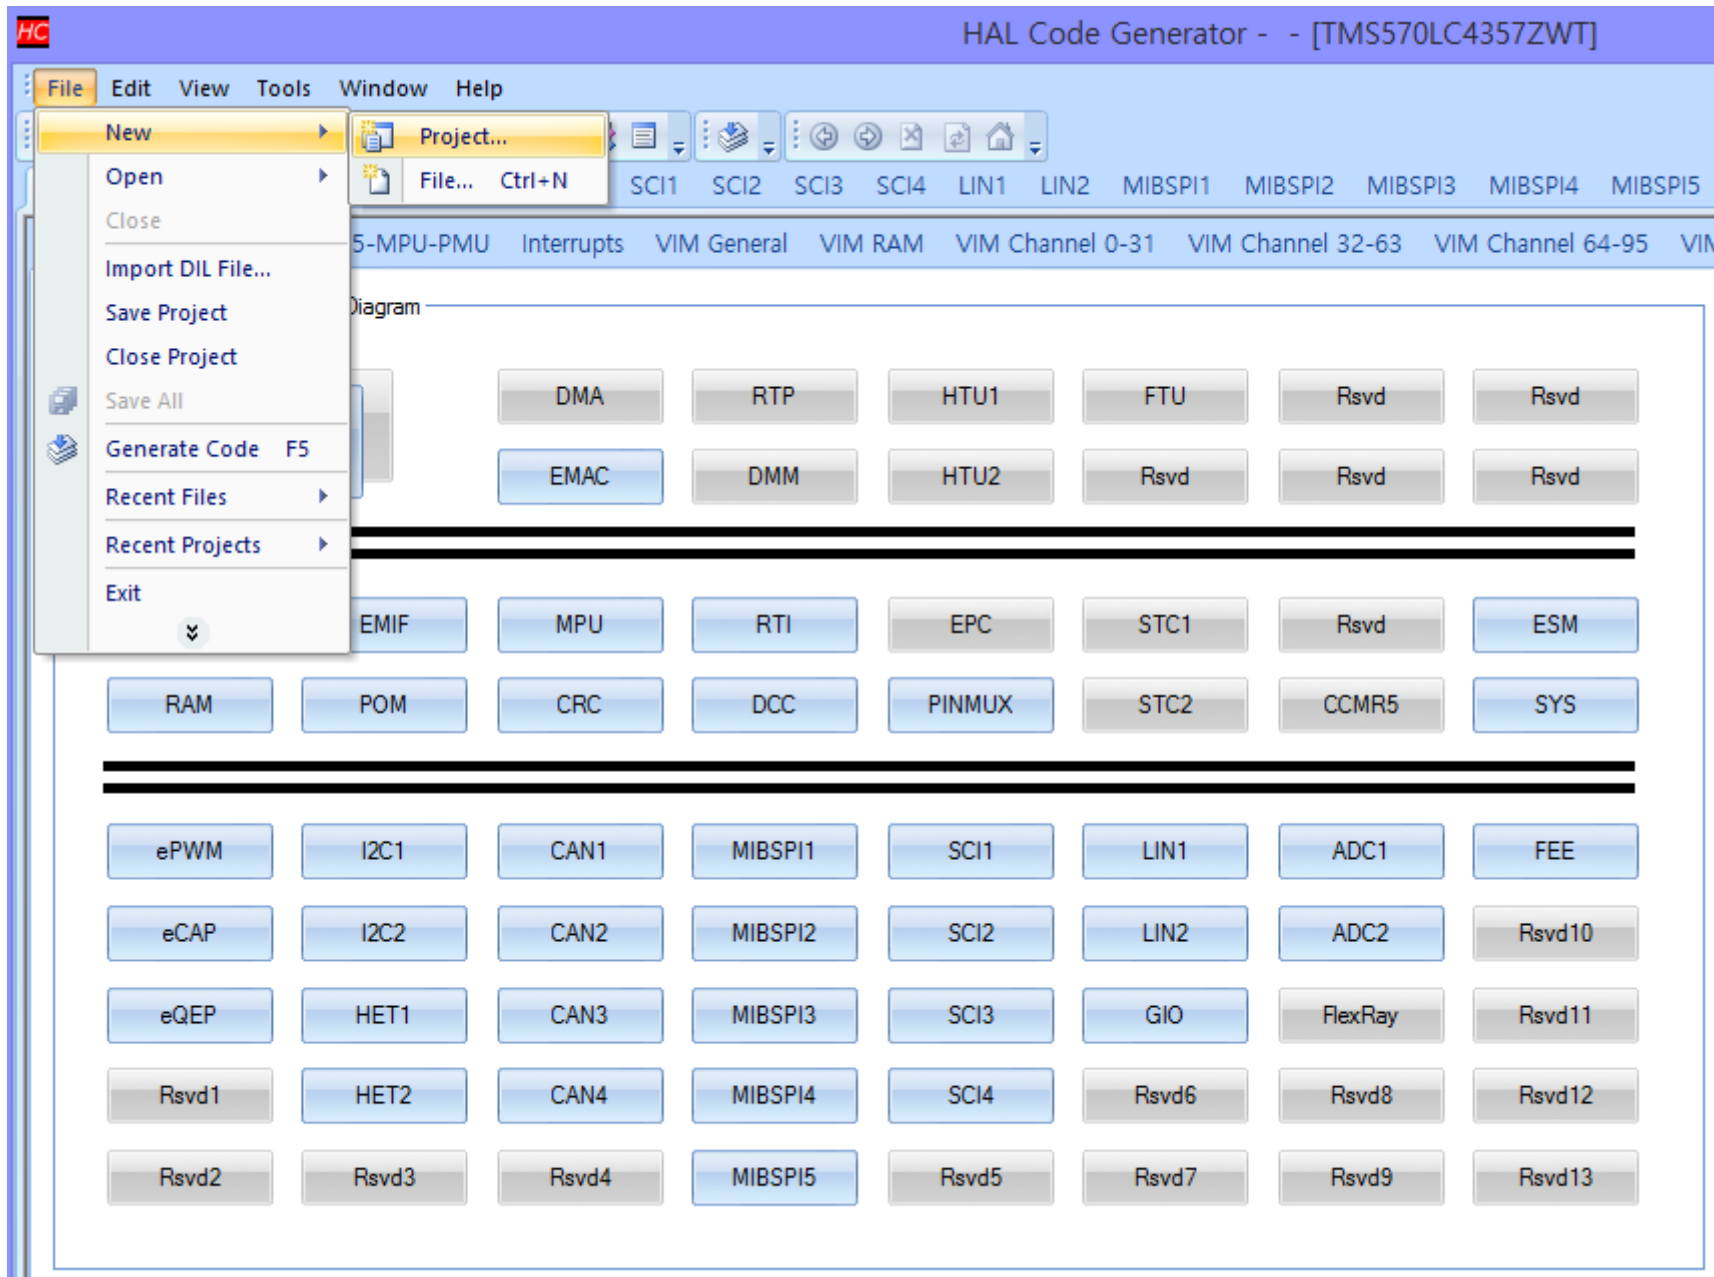 HC HAL Code Generator - - [TMS570LC4357ZWT]
File Edit View Tools Window Help
New Project...
File... Ctrl+N
Open
Close
Import DIL File...
Save Project
Close Project
Save All
Generate Code F5
Recent Files
Recent Projects
Exit
SCI1 SCI2 SCI3 SCI4 LIN1 LIN2 MIBSPI1 MIBSPI2 MIBSPI3 MIBSPI4 MIBSPI5
5-MPU-PMU Interrupts VIM General VIM RAM VIM Channel 0-31 VIM Channel 32-63 VIM Channel 64-95
Diagram
DMA RTP HTU1 FTU Rsvd Rsvd
EMAC DMM HTU2 Rsvd Rsvd Rsvd
EMIF MPU RTI EPC STC1 Rsvd ESM
RAM POM CRC DCC PINMUX STC2 CCMR5 SYS
ePWM I2C1 CAN1 MIBSPI1 SCI1 LIN1 ADC1 FEE
eCAP I2C2 CAN2 MIBSPI2 SCI2 LIN2 ADC2 Rsvd10
eQEP HET1 CAN3 MIBSPI3 SCI3 GIO FlexRay Rsvd11
Rsvd1 HET2 CAN4 MIBSPI4 SCI4 Rsvd6 Rsvd8 Rsvd12
Rsvd2 Rsvd3 Rsvd4 MIBSPI5 Rsvd5 Rsvd7 Rsvd9 Rsvd13